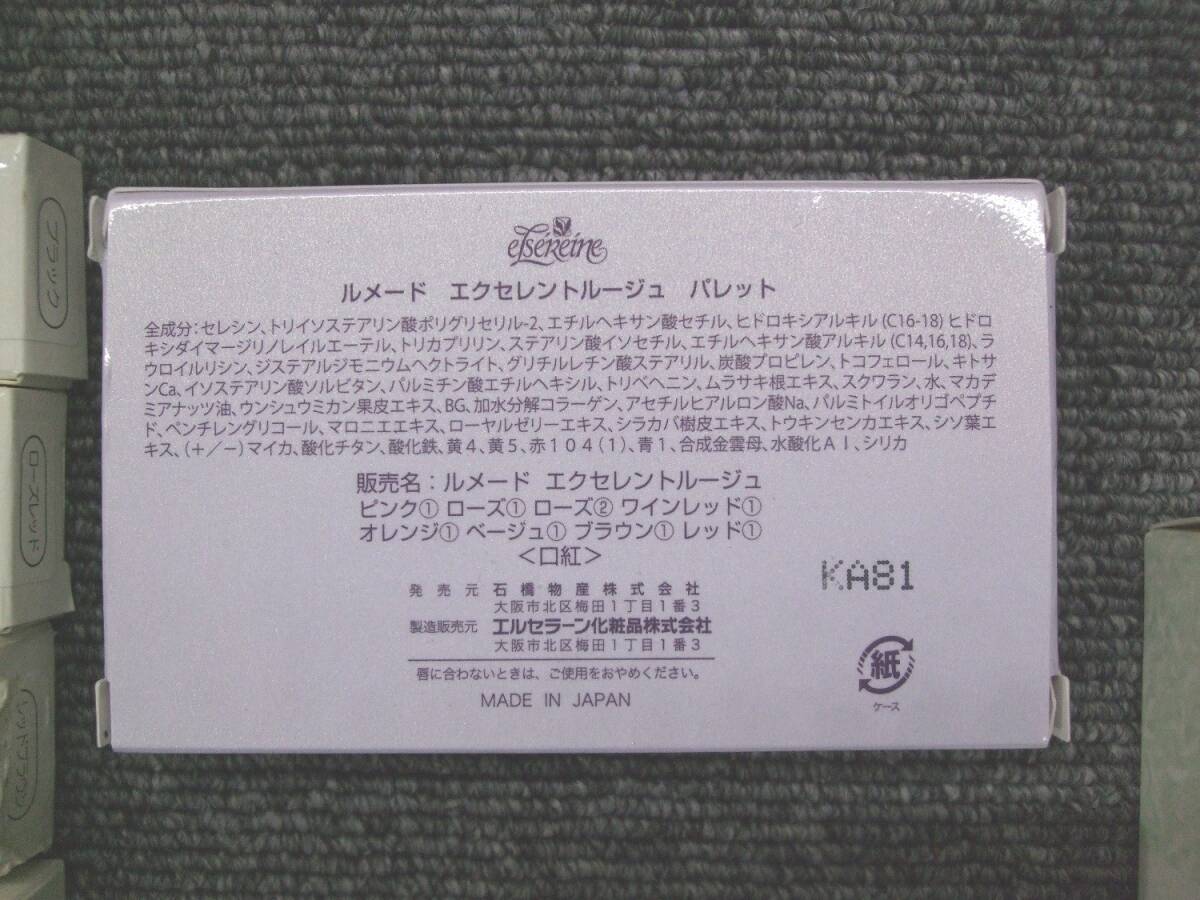 elsereine
ルメード エクセレントルージュ パレット
全成分:セレシン、トリイソステアリン酸ポリグリセリル-2、エチルヘキサン酸セチル、ヒドロキシアルキル(C16-18)ヒドロ
キシダイマージリノレイルエーテル、トリカプリリン、ステアリン酸イソセチル、エチルヘキサン酸アルキル(C14,16,18)、ラ
ウロイルリシン、ジステアルジモニウムヘクトライト、グリチルレチン酸ステアリル、炭酸プロピレン、トコフェロール、キトサ
ンCa、イソステアリン酸ソルビタン、パルミチン酸エチルヘキシル、トリベヘニン、ムラサキ根エキス、スクワラン、水、マカデ
ミアナッツ油、ウンシュウミカン果皮エキス、BG、加水分解コラーゲン、アセチルヒアルロン酸Na、パルミトイルオリゴペプチ
ド、ペンチレングリコール、マロニエエキス、ローヤルゼリーエキス、シラカバ樹皮エキス、トウキンセンカエキス、シソ葉エ
キス、(+/-)マイカ、酸化チタン、酸化鉄、黄4、黄5、赤104(1)、青1、合成金雲母、水酸化Al、シリカ
販売名:ルメード エクセレントルージュ
ピンク① ローズ① ローズ② ワインレッド①
オレンジ① ベージュ① ブラウン① レッド①
<口紅>
発売元 石橋物産株式会社
大阪市北区梅田1丁目1番3
製造販売元 エルセラーン化粧品株式会社
大阪市北区梅田1丁目1番3
唇に合わないときは、ご使用をおやめください。
MADE IN JAPAN
KA81
紙
ケース
ブラック
ローズレッド
レッドブラウン